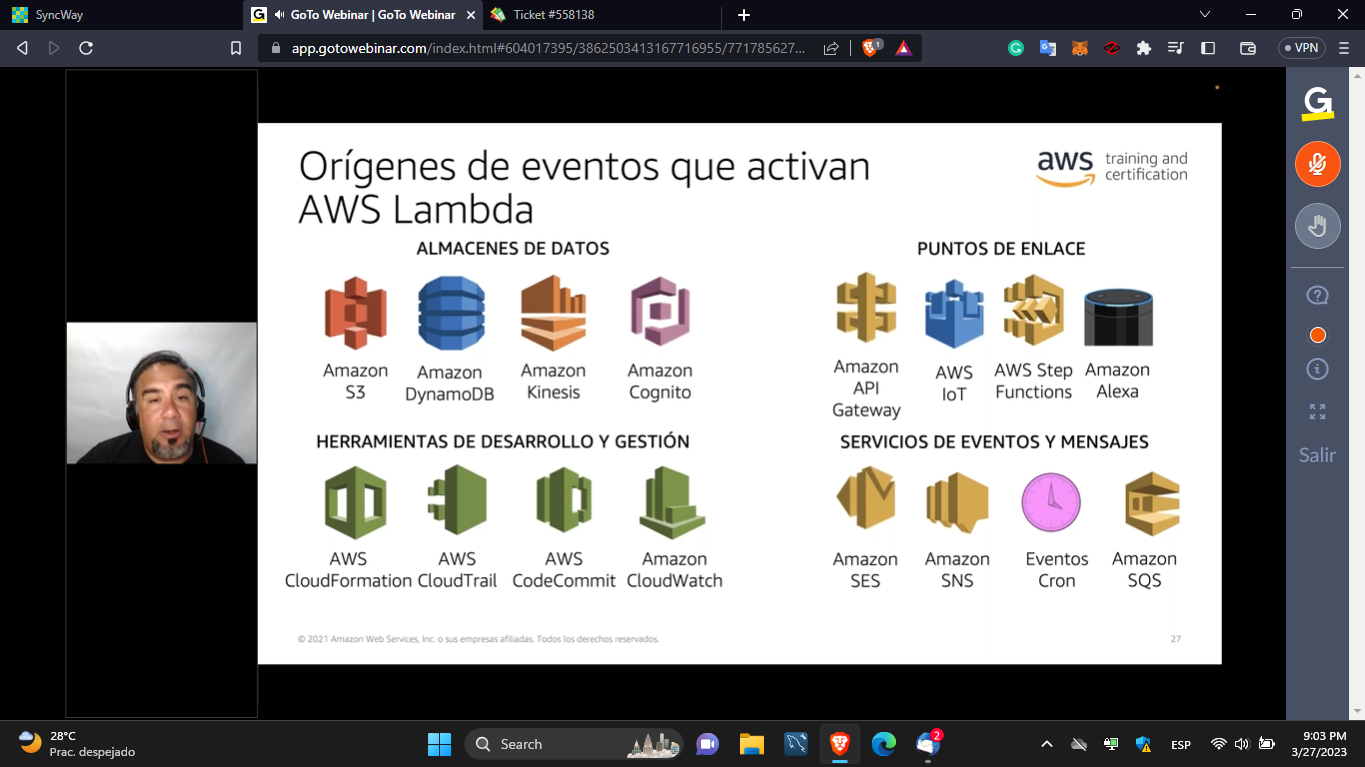 SyncWay
GoTo Webinar | GoTo Webinar
Ticket #558138
app.gotowebinar.com/index.html#604017395/3862503413167716955/771785627...
1
VPN
Orígenes de eventos que activan
AWS Lambda
aws training and
certification
ALMACENES DE DATOS
Amazon
S3
Amazon
DynamoDB
Amazon
Kinesis
Amazon
Cognito
PUNTOS DE ENLACE
Amazon
API
Gateway
AWS
IoT
AWS Step
Functions
Amazon
Alexa
HERRAMIENTAS DE DESARROLLO Y GESTIÓN
AWS
CloudFormation
AWS
CloudTrail
AWS
CodeCommit
Amazon
CloudWatch
SERVICIOS DE EVENTOS Y MENSAJES
Amazon
SES
Amazon
SNS
Eventos
Cron
Amazon
SQS
© 2021 Amazon Web Services, Inc. o sus empresas afiliadas. Todos los derechos reservados.
27
G
Salir
28°C
Prac. despejado
Search
2
ESP
9:03 PM
3/27/2023